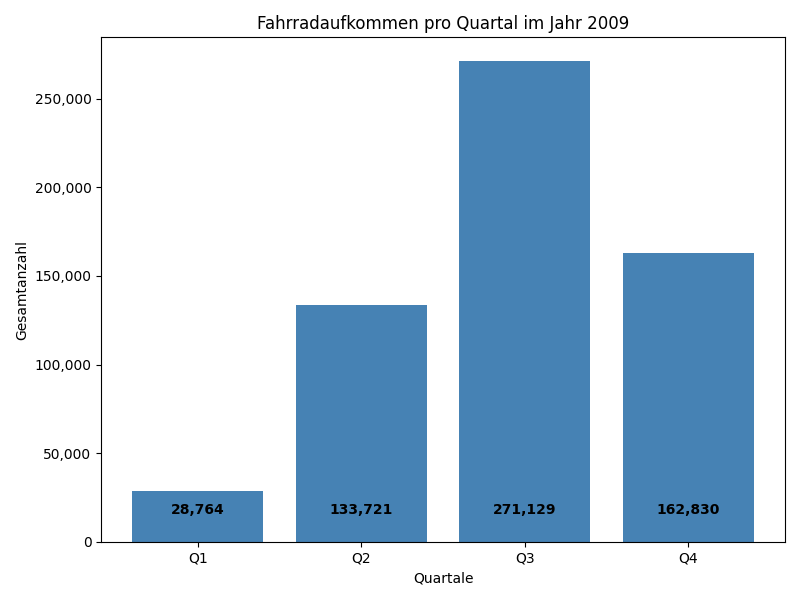 Fahrradaufkommen pro Quartal im Jahr 2009
Gesamtanzahl
250,000
200,000
150,000
100,000
50,000
0
28,764
133,721
271,129
162,830
Q1
Q2
Q3
Q4
Quartale